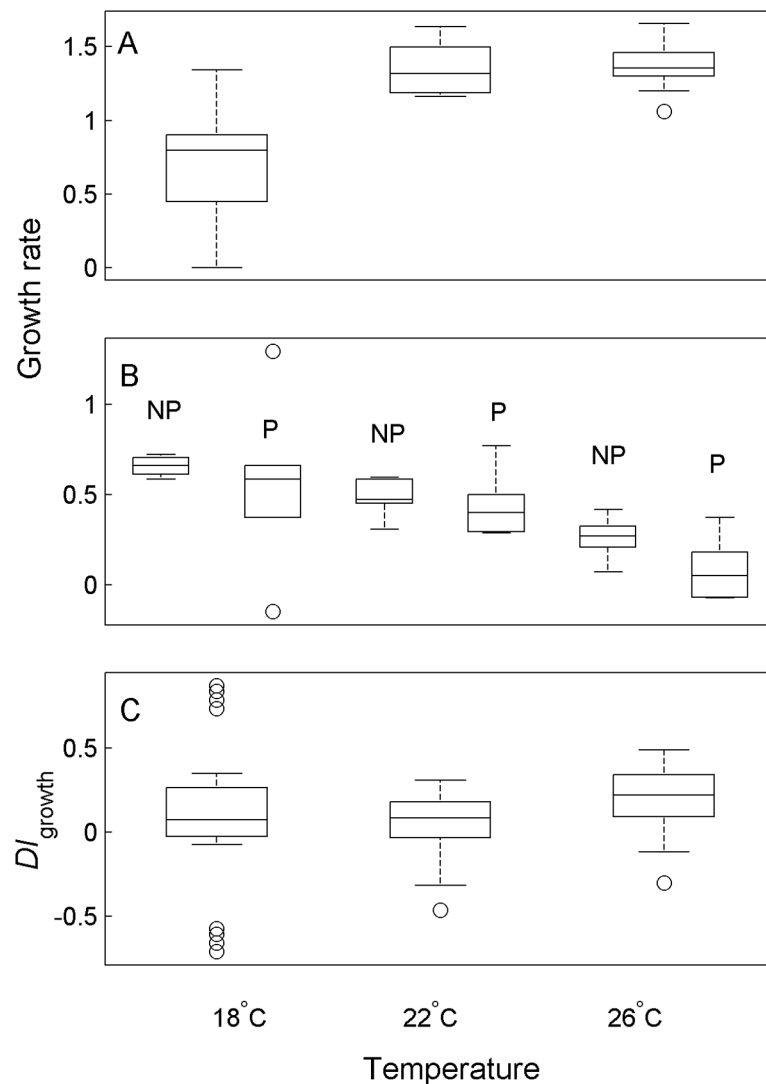 A
1.5
1
0.5
0
Growth rate
B
1
0.5
0
NP
P
NP
P
NP
P
C
0.5
0
-0.5
DIgrowth
18°C 22°C 26°C
Temperature